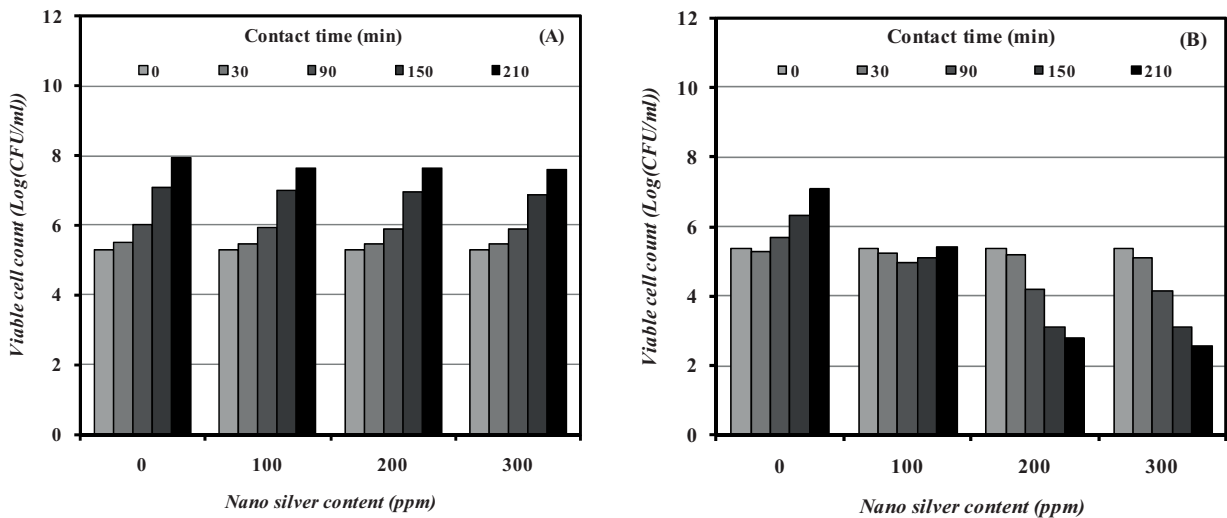 12
10
8
6
4
2
0
Viable cell count (Log(CFU/ml))
Contact time (min)
(A)
0 30 90 150 210
0 100 200 300
Nano silver content (ppm)
12
10
8
6
4
2
0
Viable cell count (Log(CFU/ml))
Contact time (min)
(B)
0 30 90 150 210
0 100 200 300
Nano silver content (ppm)